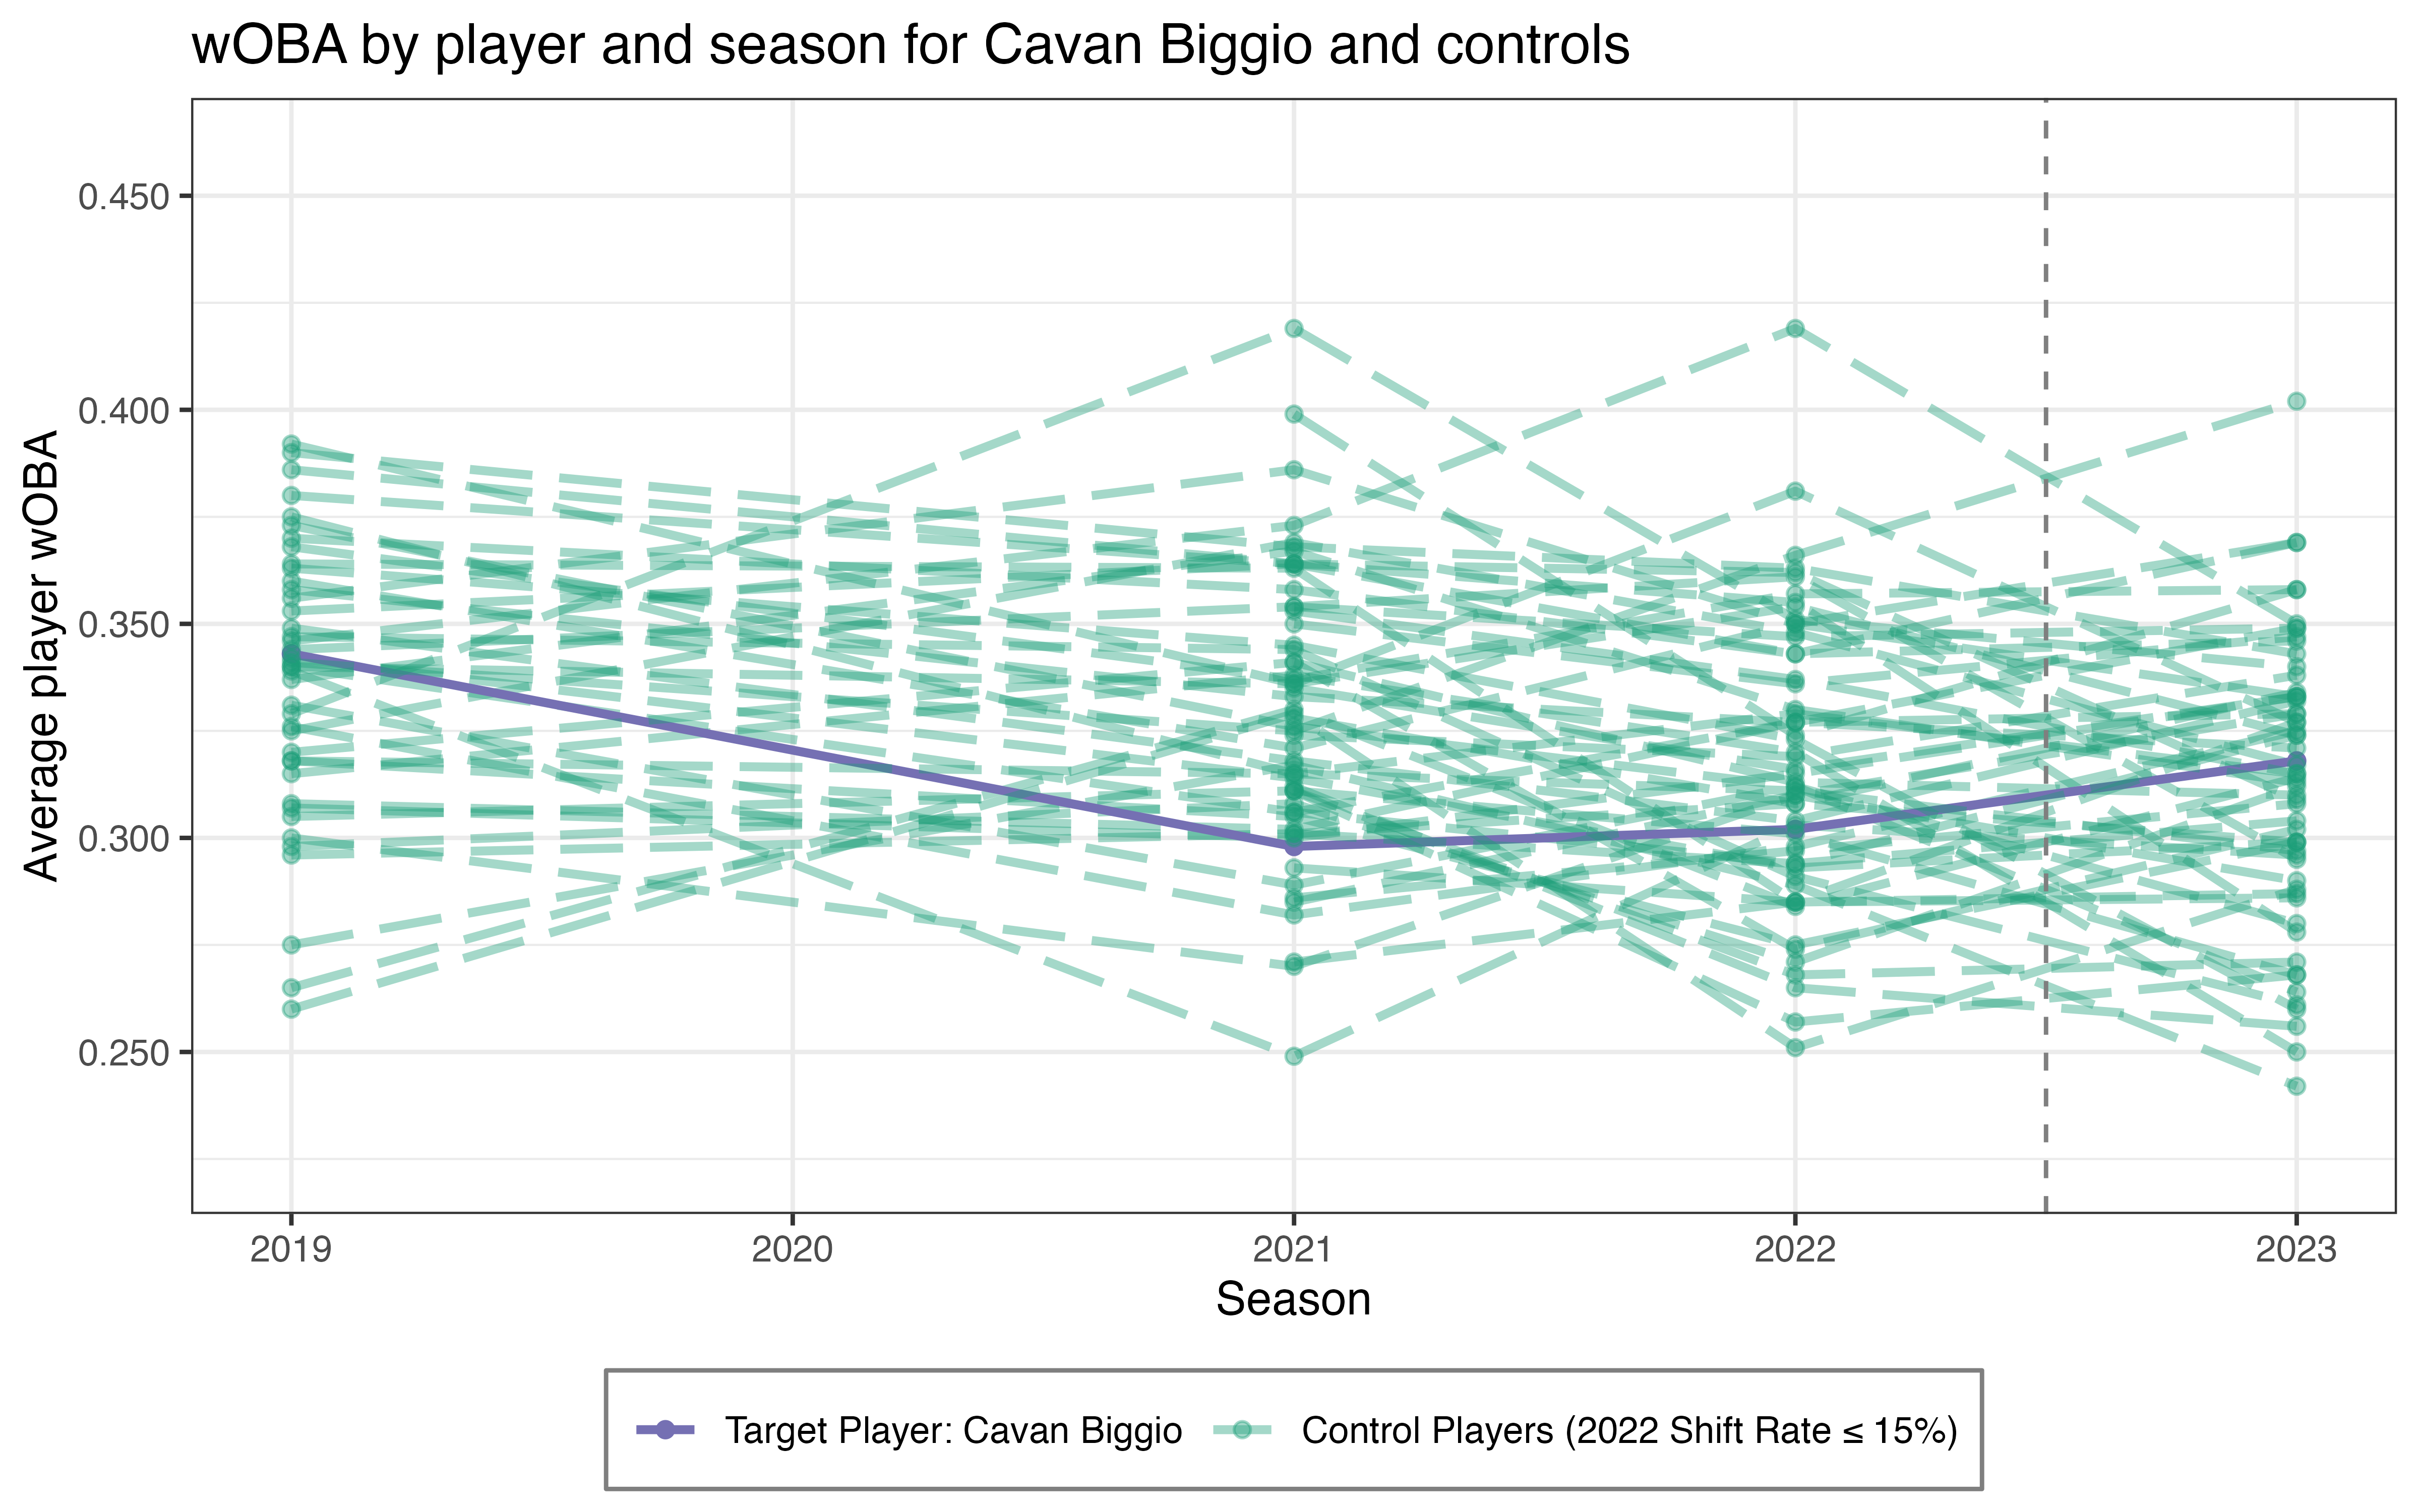 wOBA by player and season for Cavan Biggio and controls
Average player wOBA
0.450
0.400
0.350
0.300
0.250
2019
2020
2021
2022
2023
Season
Target Player: Cavan Biggio
Control Players (2022 Shift Rate ≤ 15%)